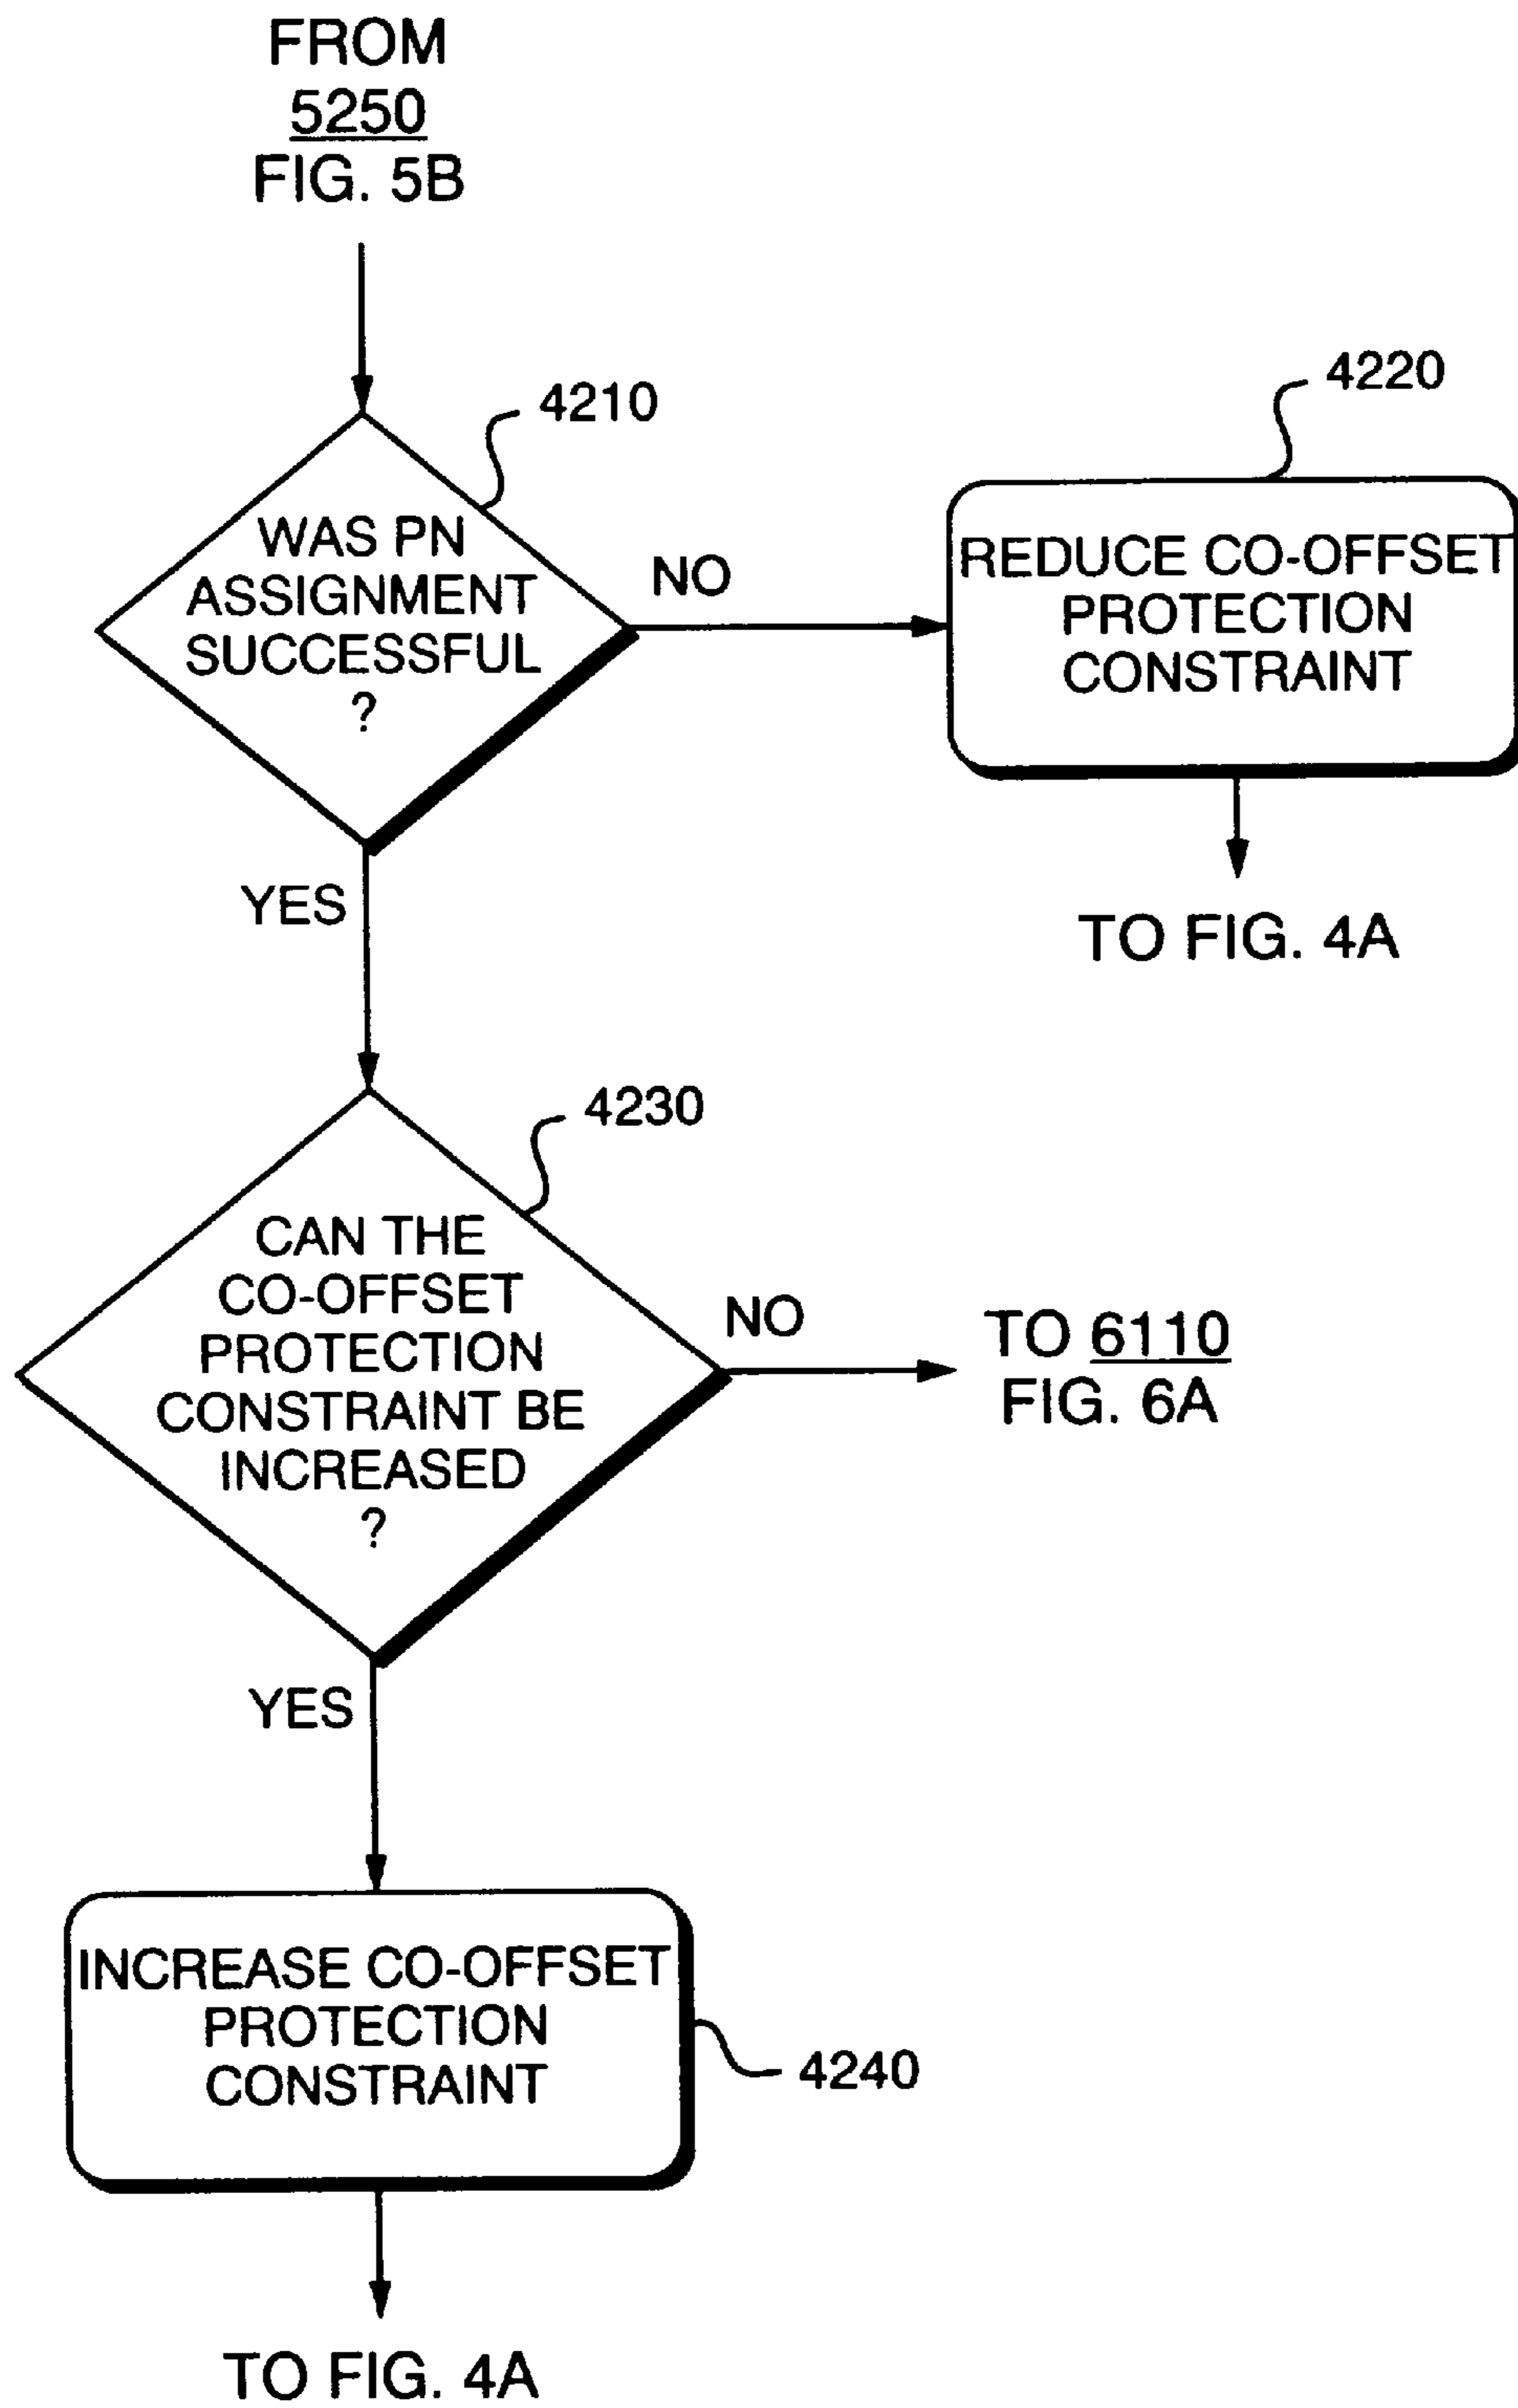 FROM
5250
FIG. 5B
4210
4220
WAS PN
ASSIGNMENT
SUCCESSFUL
?
NO
REDUCE CO-OFFSET
PROTECTION
CONSTRAINT
YES
TO FIG. 4A
4230
CAN THE
CO-OFFSET
PROTECTION
CONSTRAINT BE
INCREASED
?
NO
TO 6110
FIG. 6A
YES
INCREASE CO-OFFSET
PROTECTION
CONSTRAINT
4240
TO FIG. 4A